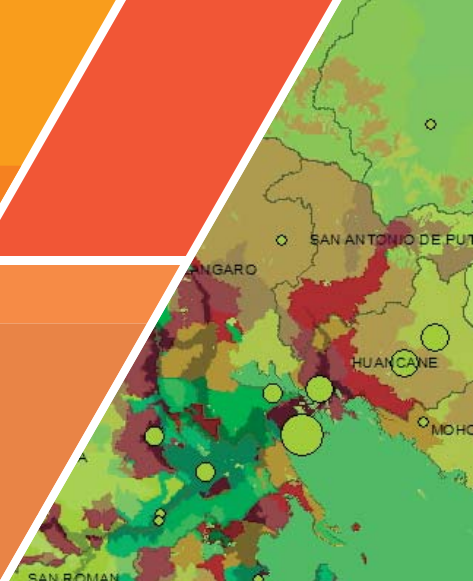 SAN ANTONIO DE PUT
ANGARO
HUANCANE
MOHO
A
SAN ROMAN